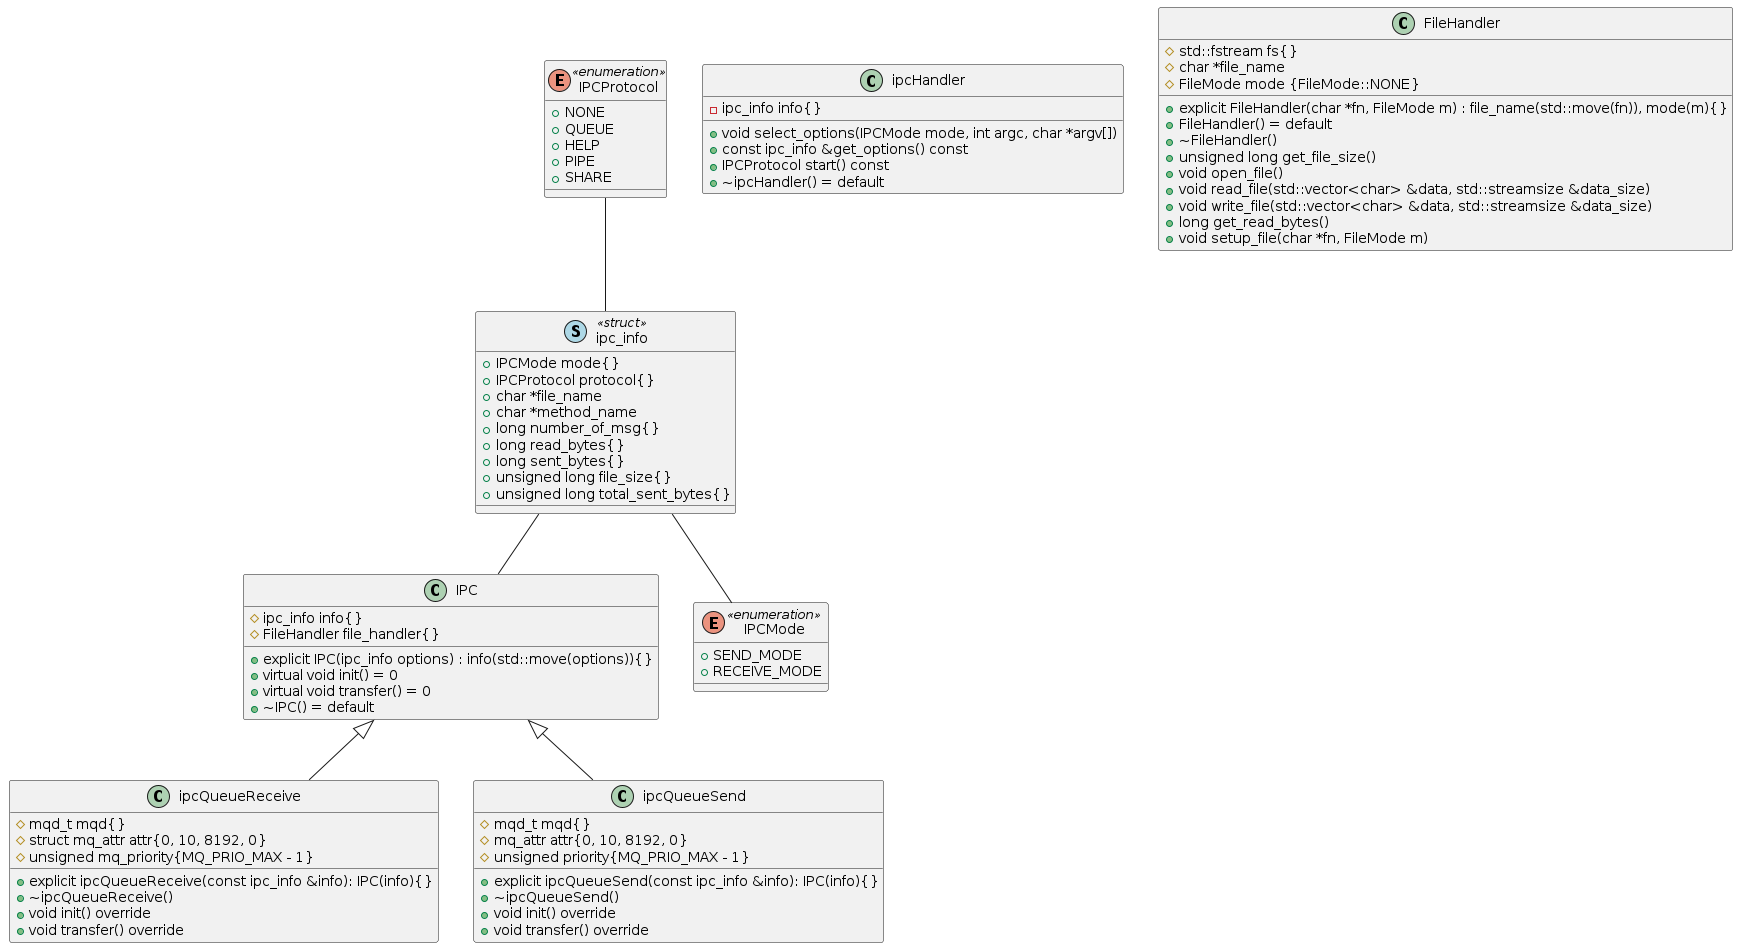 E
«enumeration»
IPCProtocol
NONE
QUEUE
HELP
PIPE
SHARE
C ipcHandler
ipc_info info{}
void select_options(IPCMode mode, int argc, char *argv[])
const ipc_info &get_options() const
IPCProtocol start() const
~ipcHandler() = default
C FileHandler
std::fstream fs{}
char *file_name
FileMode mode {FileMode::NONE}
explicit FileHandler(char *fn, FileMode m) : file_name(std::move(fn)), mode(m){}
FileHandler() = default
~FileHandler()
unsigned long get_file_size()
void open_file()
void read_file(std::vector<char> &data, std::streamsize &data_size)
void write_file(std::vector<char> &data, std::streamsize &data_size)
long get_read_bytes()
void setup_file(char *fn, FileMode m)
S
«struct»
ipc_info
IPCMode mode{}
IPCProtocol protocol{}
char *file_name
char *method_name
long number_of_msg{}
long read_bytes{}
long sent_bytes{}
unsigned long file_size{}
unsigned long total_sent_bytes{}
C IPC
ipc_info info{}
FileHandler file_handler{}
explicit IPC(ipc_info options) : info(std::move(options)){}
virtual void init() = 0
virtual void transfer() = 0
~IPC() = default
E
«enumeration»
IPCMode
SEND_MODE
RECEIVE_MODE
C ipcQueueReceive
mqd_t mqd{}
struct mq_attr attr{0, 10, 8192, 0}
unsigned mq_priority{MQ_PRIO_MAX - 1}
explicit ipcQueueReceive(const ipc_info &info): IPC(info){}
~ipcQueueReceive()
void init() override
void transfer() override
C ipcQueueSend
mqd_t mqd{}
mq_attr attr{0, 10, 8192, 0}
unsigned priority{MQ_PRIO_MAX - 1}
explicit ipcQueueSend(const ipc_info &info): IPC(info){}
~ipcQueueSend()
void init() override
void transfer() override